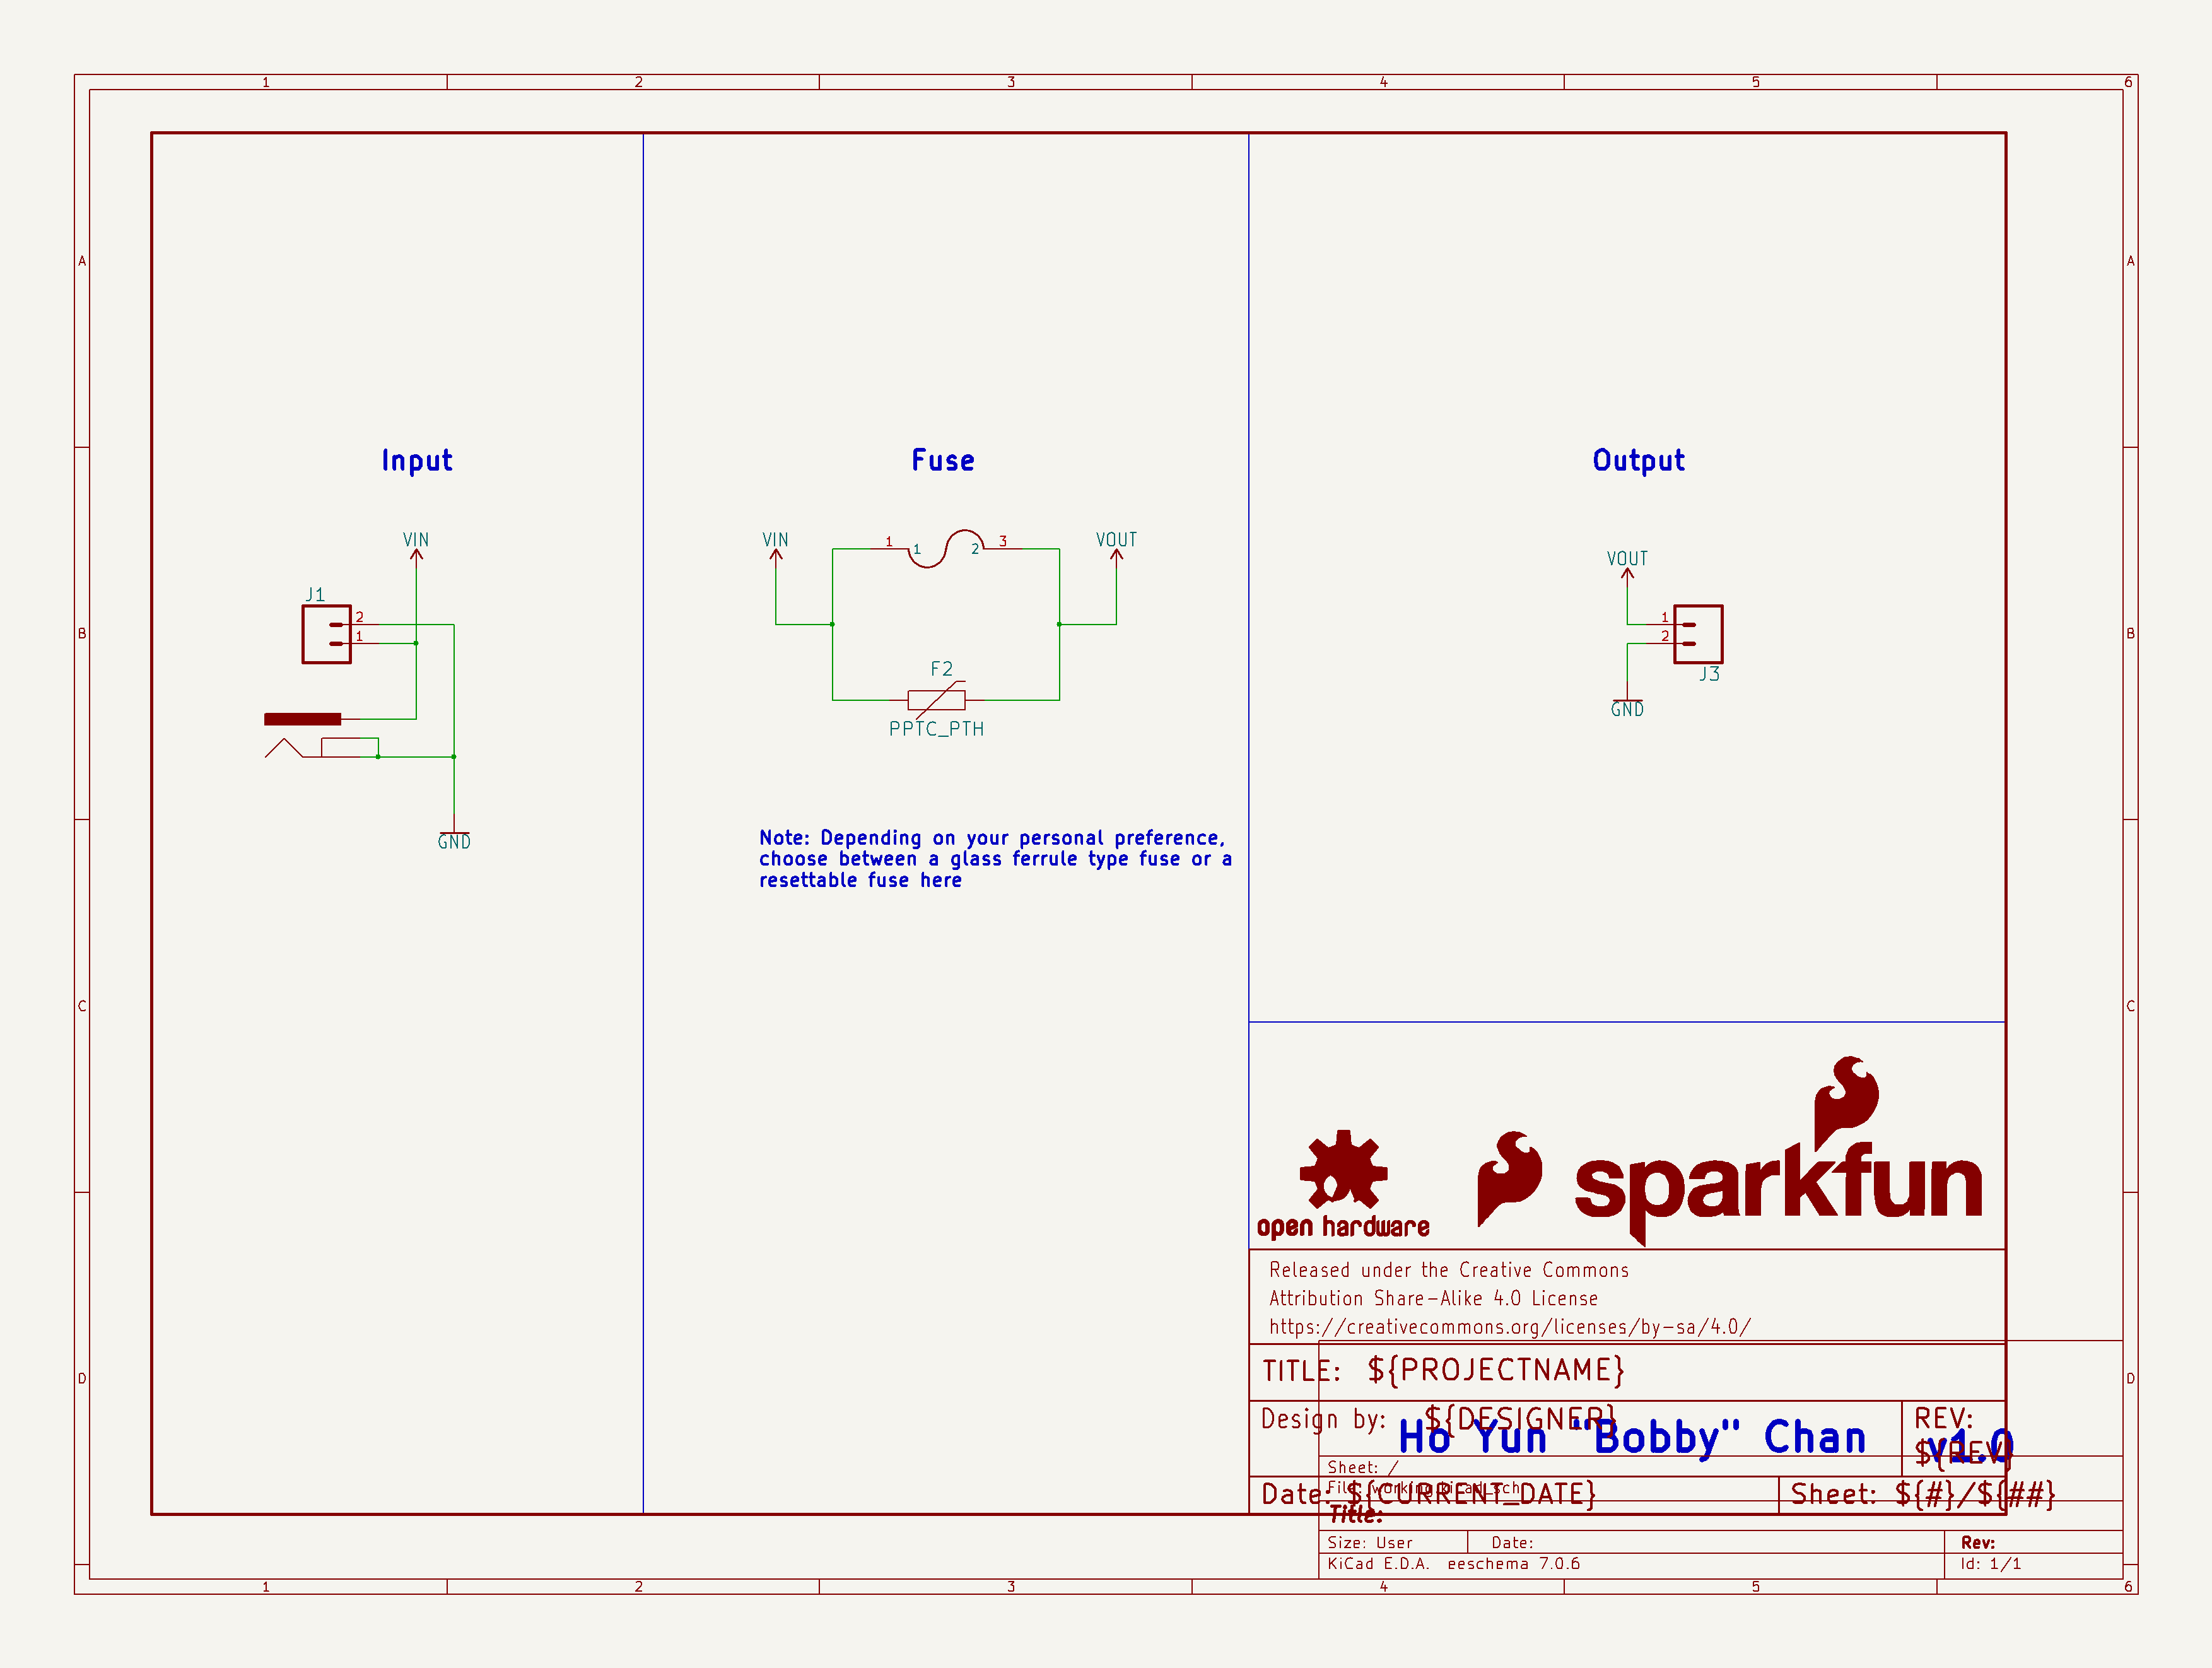 1 2 3 4 5 6
A A
B B
C C
D D
Input
VIN
J1
2
1
GND
Fuse
VIN
1 1 2 3
VOUT
F2
PPTC_PTH
Note: Depending on your personal preference,
choose between a glass ferrule type fuse or a
resettable fuse here
Output
VOUT
1
2
J3
GND
open hardware
sparkfun
Released under the Creative Commons
Attribution Share-Alike 4.0 License
https://creativecommons.org/licenses/by-sa/4.0/
TITLE: ${PROJECTNAME}
Design by: ${DESIGNER}
Ho Yun "Bobby" Chan
REV:
${REV}
v1.0
Sheet: /
File: working.kicad_sch
Date: ${CURRENT_DATE}
Sheet: ${#}/${##}
Title:
Size: User Date: Rev:
KiCad E.D.A. eeschema 7.0.6 Id: 1/1
1 2 3 4 5 6